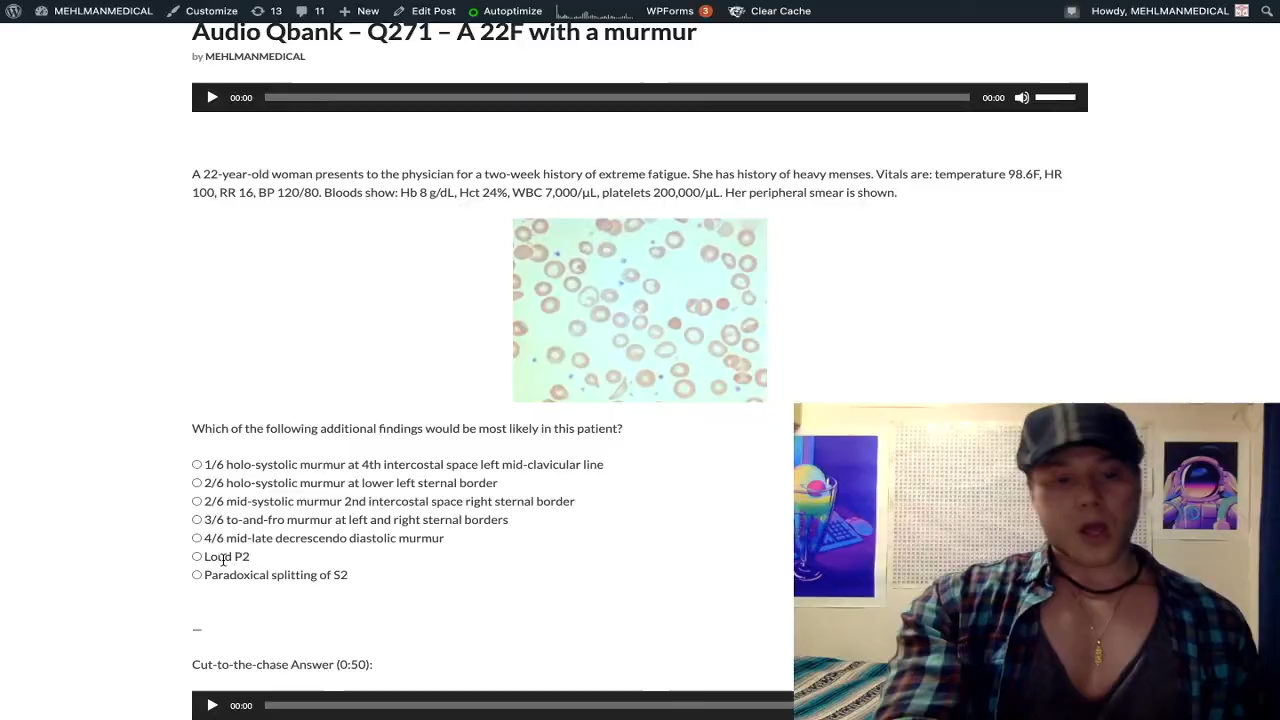 MEHLMANMEDICAL Customize 13 11 New Edit Post Autoptimize WPForms 3 Clear Cache Howdy, MEHLMANMEDICAL
Audio Qbank – Q271 – A 22F with a murmur
by MEHLMANMEDICAL
00:00 00:00
A 22-year-old woman presents to the physician for a two-week history of extreme fatigue. She has history of heavy menses. Vitals are: temperature 98.6F, HR
100, RR 16, BP 120/80. Bloods show: Hb 8 g/dL, Hct 24%, WBC 7,000/μL, platelets 200,000/μL. Her peripheral smear is shown.
Which of the following additional findings would be most likely in this patient?
1/6 holo-systolic murmur at 4th intercostal space left mid-clavicular line
2/6 holo-systolic murmur at lower left sternal border
2/6 mid-systolic murmur 2nd intercostal space right sternal border
3/6 to-and-fro murmur at left and right sternal borders
4/6 mid-late decrescendo diastolic murmur
Loud P2
Paradoxical splitting of S2
—
Cut-to-the-chase Answer (0:50):
00:00